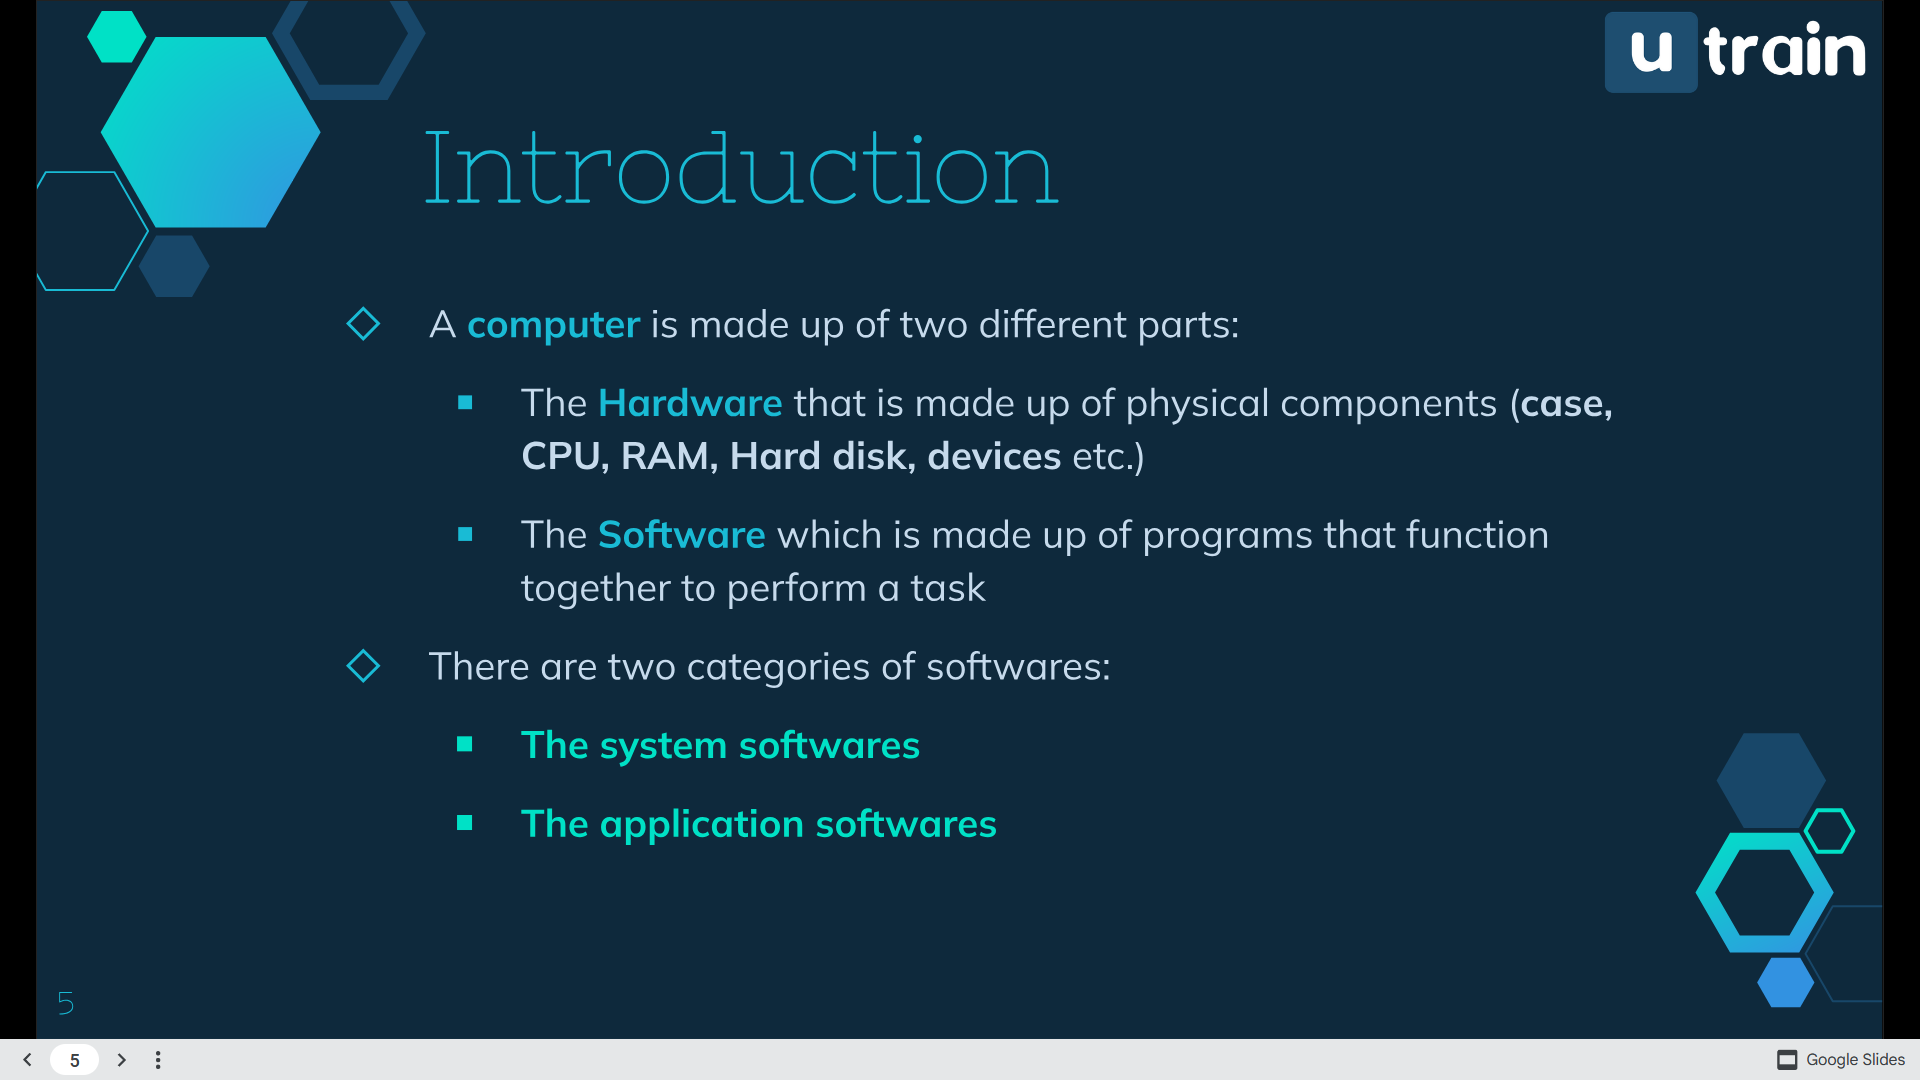 u train
Introduction
A computer is made up of two different parts:
The Hardware that is made up of physical components (case,
CPU, RAM, Hard disk, devices etc.)
The Software which is made up of programs that function
together to perform a task
There are two categories of softwares:
The system softwares
The application softwares
5
5
Google Slides